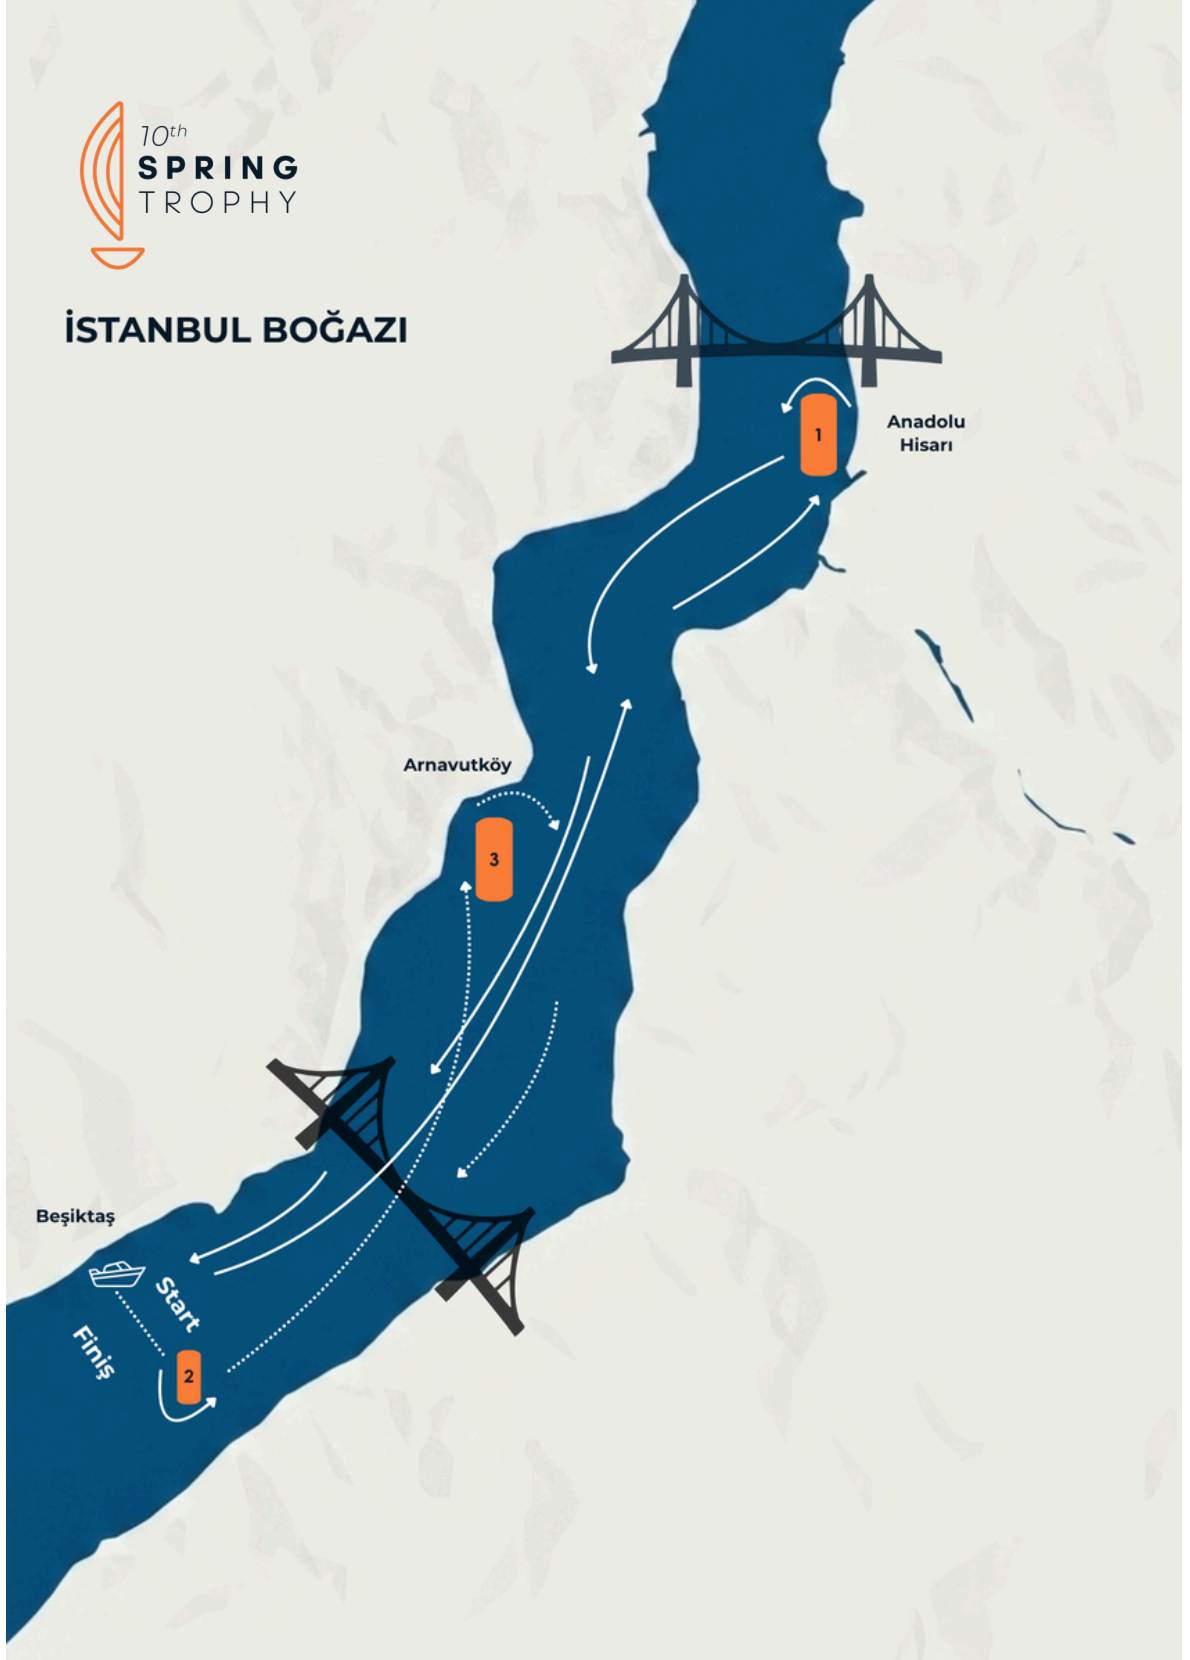 10th
SPRING
TROPHY
İSTANBUL BOĞAZI
1
Anadolu
Hisarı
Arnavutköy
3
Beşiktaş
Start
Finiş
2